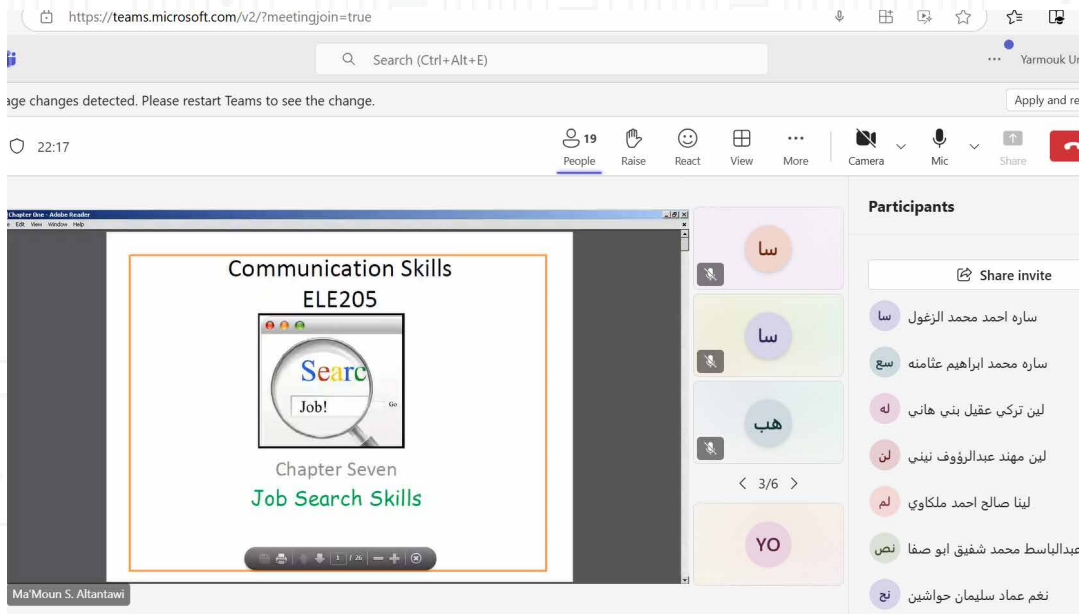 https://teams.microsoft.com/v2/?meetingjoin=true
Search (Ctrl+Alt+E)
Yarmouk
changes detected. Please restart Teams to see the change.
Apply and
22:17
19
People
Raise
React
View
More
Camera
Mic
Share
Chapter One - Adobe Reader
Edit View Window Help
Communication Skills
ELE205
Searc
Job!
Go
Chapter Seven
Job Search Skills
1 / 26
Ma'Moun S. Altantawi
سا
سا
هب
3/6
YO
Participants
Share invite
سا ساره احمد محمد الزغول
سع ساره محمد ابراهيم عثامنه
له لين تركي عقيل بني هاني
لن لين مهند عبدالرؤوف نيني
لم لينا صالح احمد ملكاوي
نص عبدالباسط محمد شفيق ابو صفا
نح نغم عماد سليمان حواشين